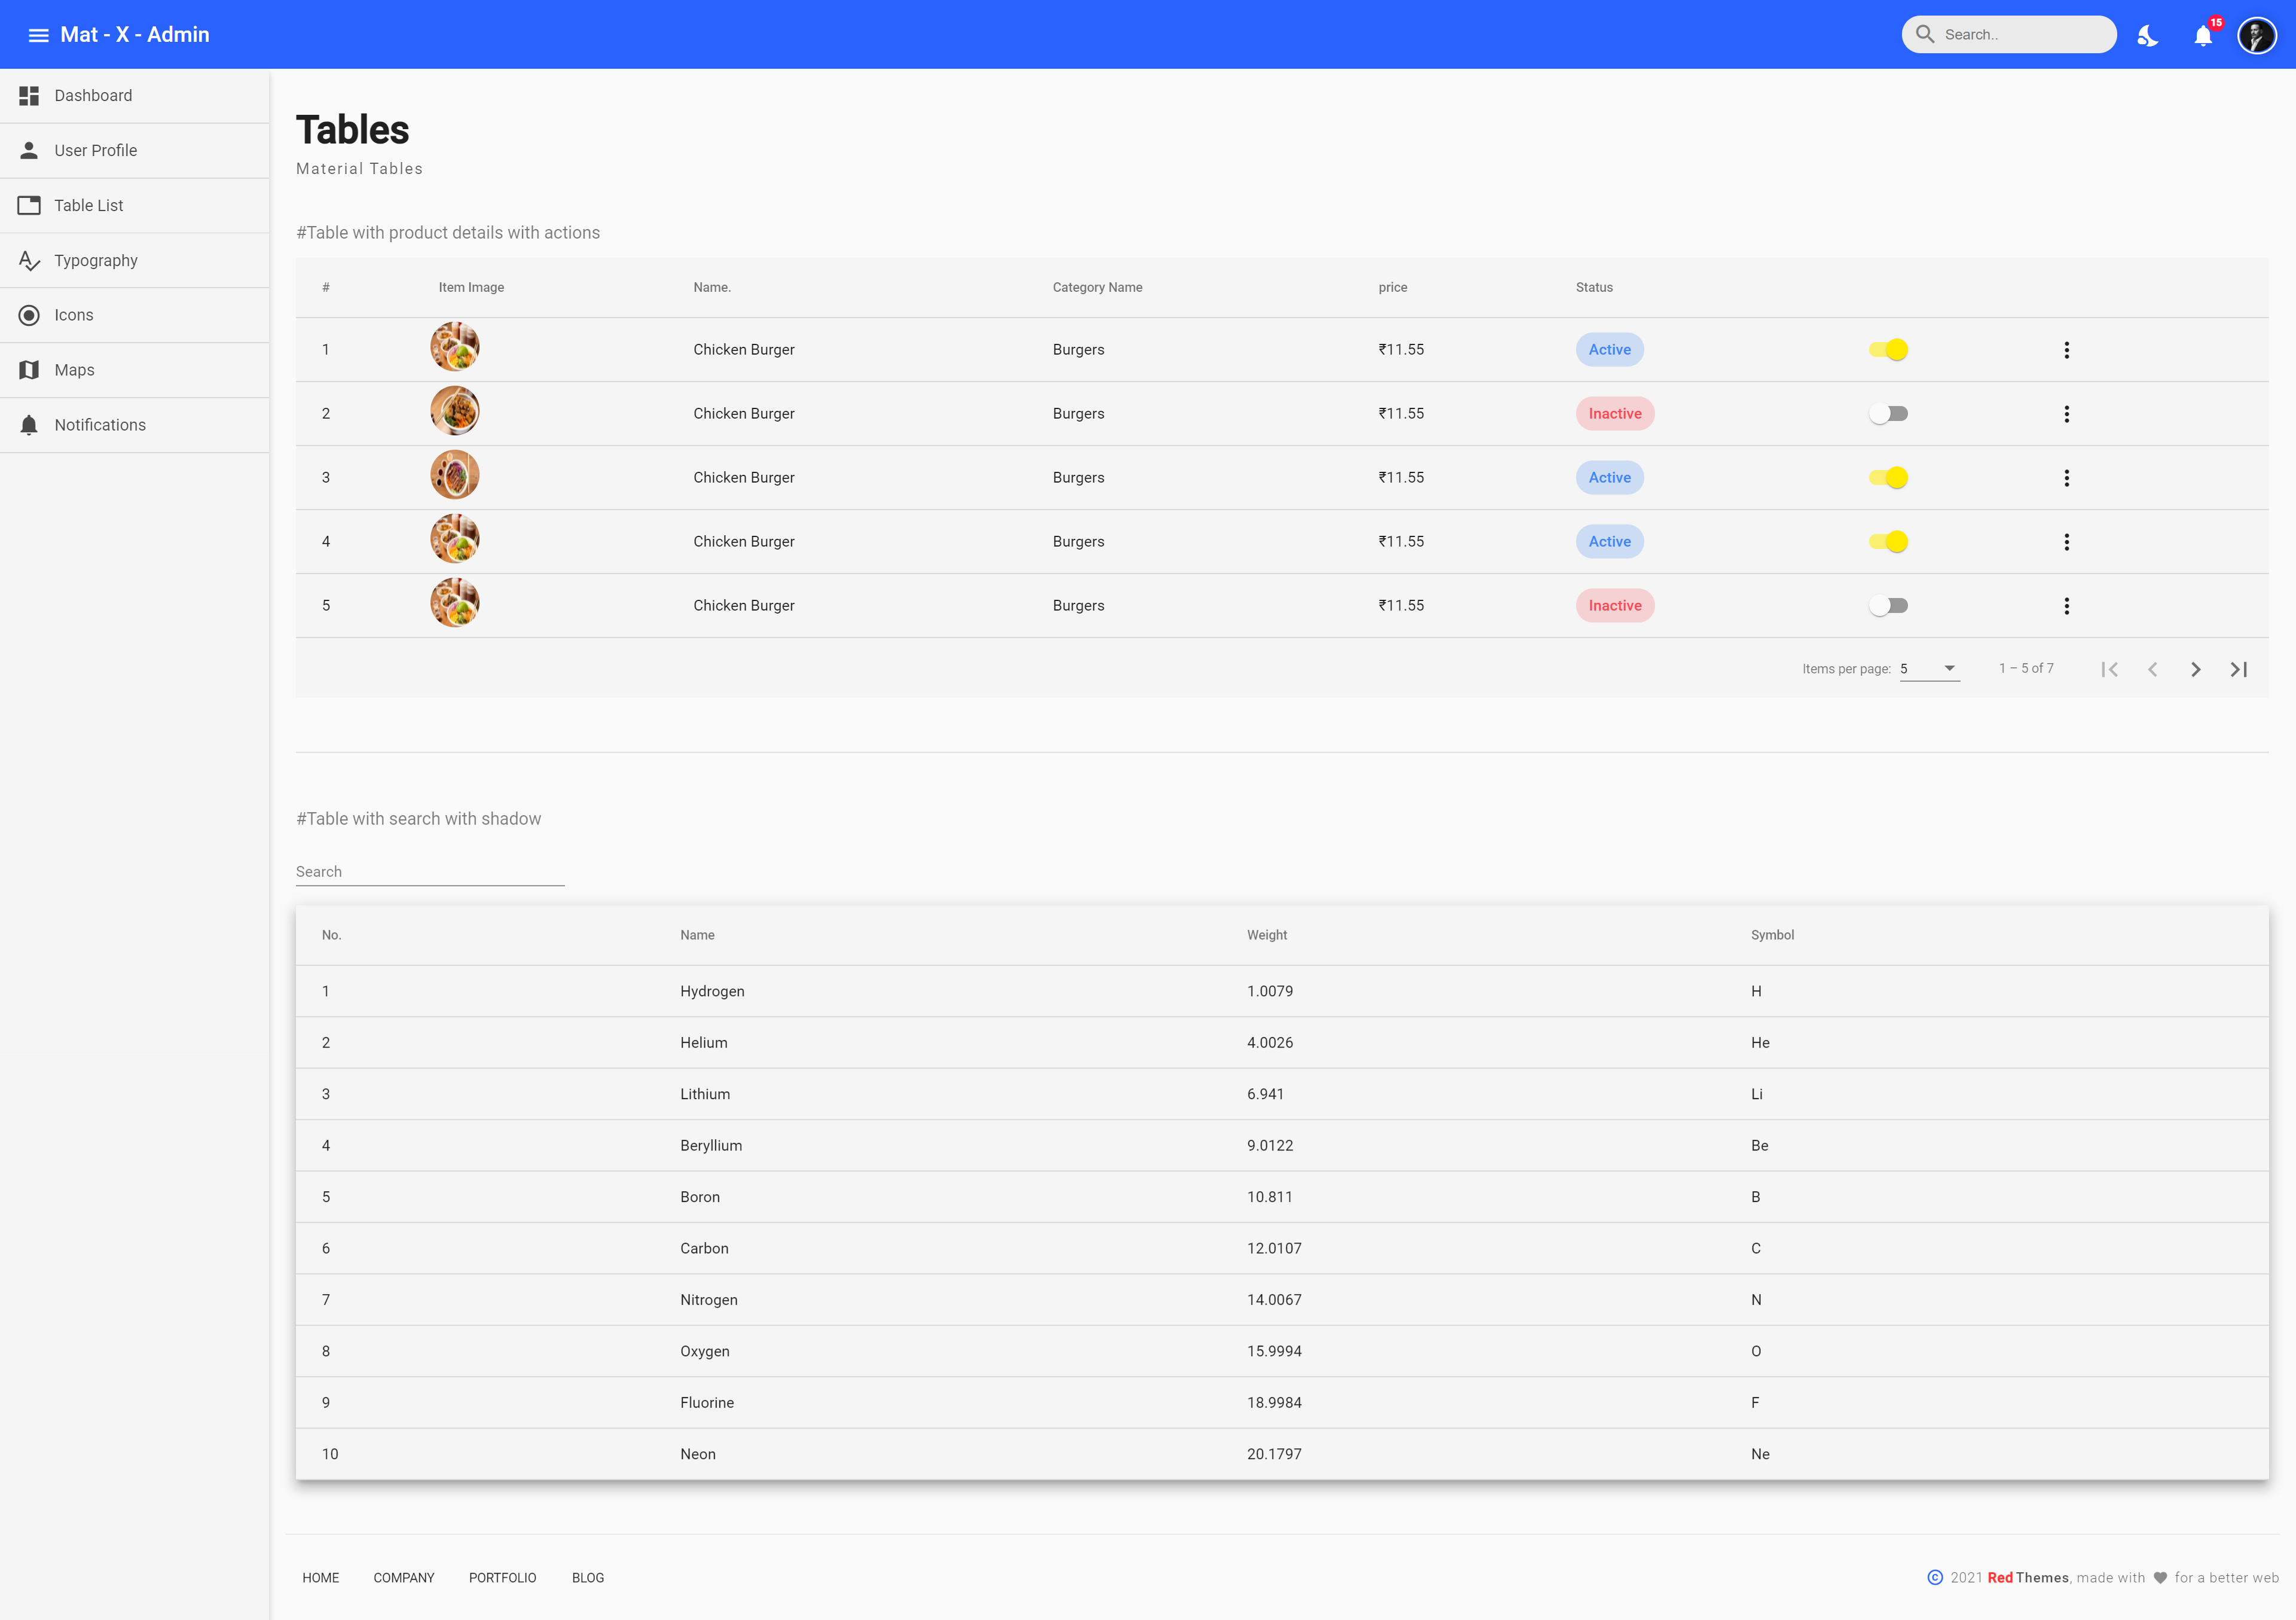 Mat - X - Admin
Search..
15
Dashboard
User Profile
Table List
Typography
Icons
Maps
Notifications
Tables
Material Tables
#Table with product details with actions
# Item Image Name. Category Name price Status
1 Chicken Burger Burgers ₹11.55 Active
2 Chicken Burger Burgers ₹11.55 Inactive
3 Chicken Burger Burgers ₹11.55 Active
4 Chicken Burger Burgers ₹11.55 Active
5 Chicken Burger Burgers ₹11.55 Inactive
Items per page: 5 1 – 5 of 7
#Table with search with shadow
Search
No. Name Weight Symbol
1 Hydrogen 1.0079 H
2 Helium 4.0026 He
3 Lithium 6.941 Li
4 Beryllium 9.0122 Be
5 Boron 10.811 B
6 Carbon 12.0107 C
7 Nitrogen 14.0067 N
8 Oxygen 15.9994 O
9 Fluorine 18.9984 F
10 Neon 20.1797 Ne
HOME COMPANY PORTFOLIO BLOG
© 2021 Red Themes, made with for a better web